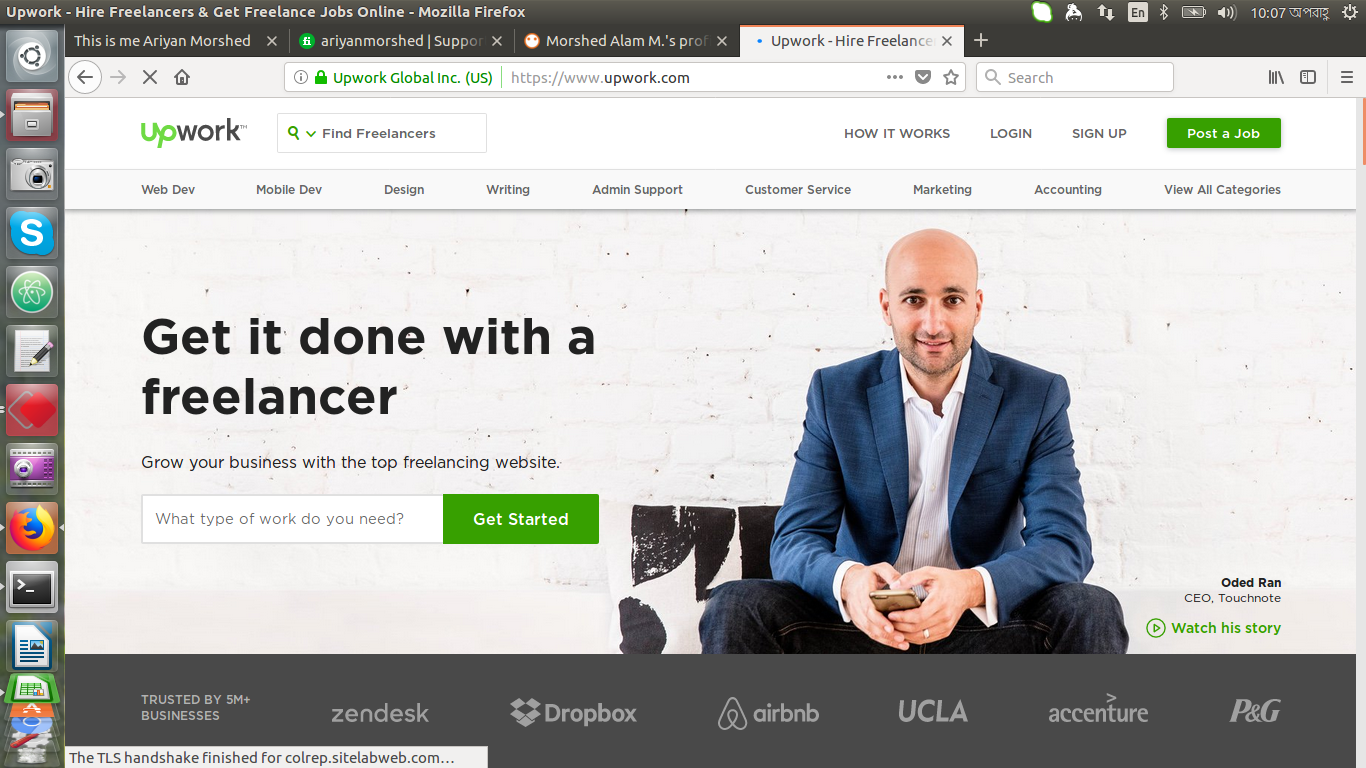 Upwork - Hire Freelancers & Get Freelance Jobs Online - Mozilla Firefox
En
10:07 অপরাহ্ণ
This is me Ariyan Morshed
fi ariyanmorshed | Suppor
Morshed Alam M.'s prof
Upwork - Hire Freelance
Upwork Global Inc. (US)
https://www.upwork.com
Search
upwork™
Find Freelancers
HOW IT WORKS
LOGIN
SIGN UP
Post a Job
Web Dev
Mobile Dev
Design
Writing
Admin Support
Customer Service
Marketing
Accounting
View All Categories
Get it done with a
freelancer
Grow your business with the top freelancing website.
What type of work do you need?
Get Started
Oded Ran
CEO, Touchnote
Watch his story
TRUSTED BY 5M+
BUSINESSES
zendesk
Dropbox
airbnb
UCLA
accenture
P&G
The TLS handshake finished for colrep.sitelabweb.com…